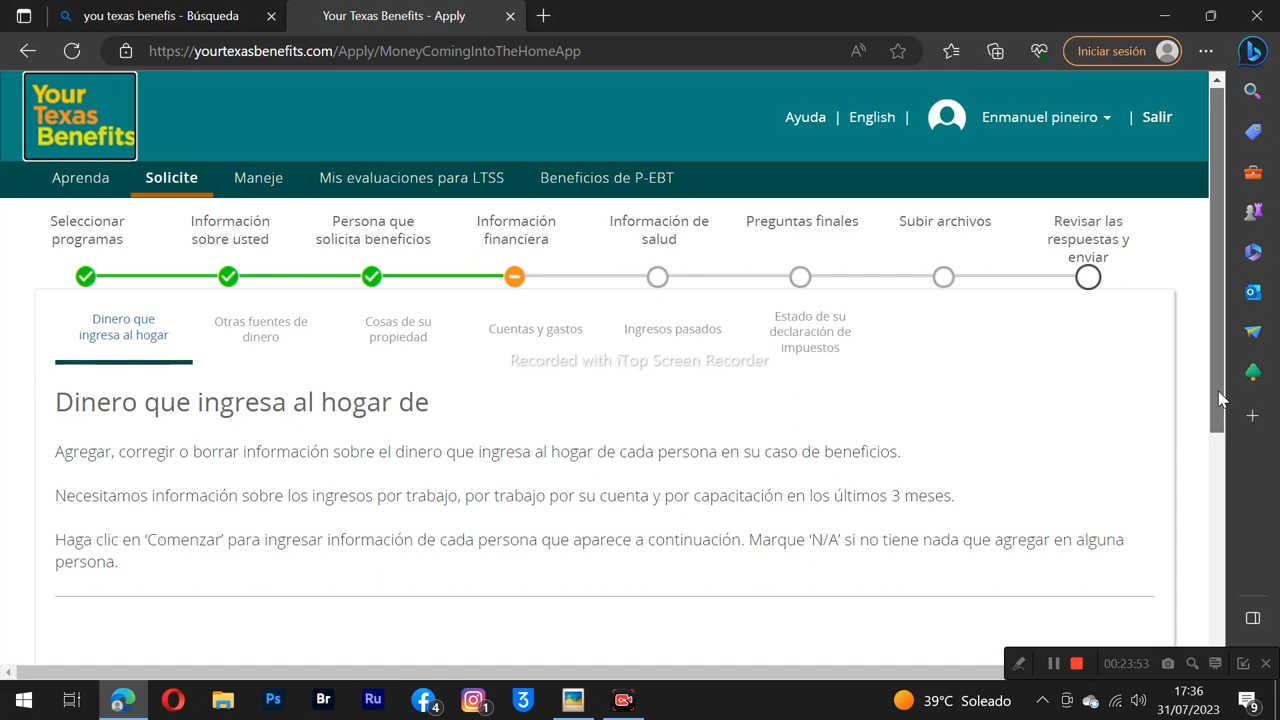 you texas benefis - Búsqueda
Your Texas Benefits - Apply
https://yourtexasbenefits.com/Apply/MoneyComingIntoTheHomeApp
Iniciar sesión
Your
Texas
Benefits
Ayuda | English | Enmanuel pineiro | Salir
Aprenda Solicite Maneje Mis evaluaciones para LTSS Beneficios de P-EBT
Seleccionar
programas
Información
sobre usted
Persona que
solicita beneficios
Información
financiera
Información de
salud
Preguntas finales
Subir archivos
Revisar las
respuestas y
enviar
Dinero que
ingresa al hogar
Otras fuentes de
dinero
Cosas de su
propiedad
Cuentas y gastos
Ingresos pasados
Estado de su
declaración de
impuestos
Recorded with iTop Screen Recorder
Dinero que ingresa al hogar de
Agregar, corregir o borrar información sobre el dinero que ingresa al hogar de cada persona en su caso de beneficios.
Necesitamos información sobre los ingresos por trabajo, por trabajo por su cuenta y por capacitación en los últimos 3 meses.
Haga clic en ‘Comenzar’ para ingresar información de cada persona que aparece a continuación. Marque ‘N/A’ si no tiene nada que agregar en alguna
persona.
00:23:53
Ps
Br
Ru
4
1
3
39°C Soleado
17:36
31/07/2023
9